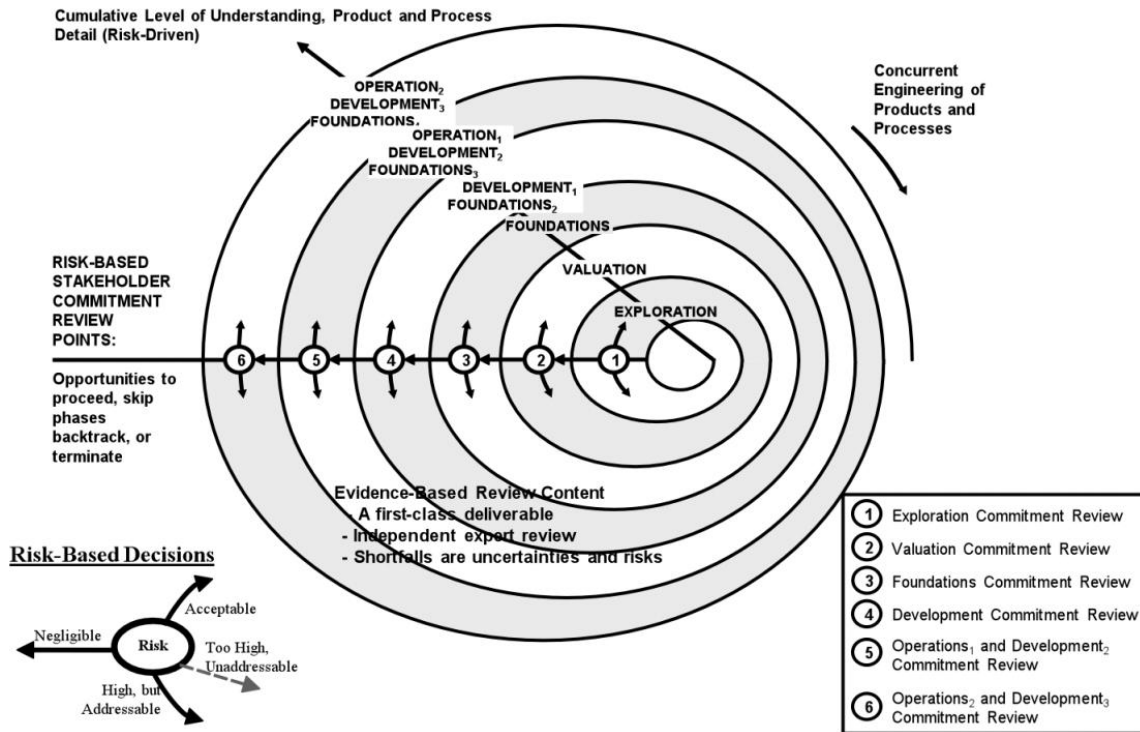 Cumulative Level of Understanding, Product and Process
Detail (Risk-Driven)
Concurrent
Engineering of
Products and
Processes
OPERATION₂
DEVELOPMENT₃
FOUNDATIONS
OPERATION₁
DEVELOPMENT₂
FOUNDATIONS₃
DEVELOPMENT₁
FOUNDATIONS₂
FOUNDATIONS
VALUATION
EXPLORATION
RISK-BASED
STAKEHOLDER
COMMITMENT
REVIEW
POINTS:
6 5 4 3 2 1
Opportunities to
proceed, skip
phases
backtrack, or
terminate
Evidence-Based Review Content
- A first-class deliverable
- Independent expert review
- Shortfalls are uncertainties and risks
Risk-Based Decisions
Acceptable
Negligible
Risk
Too High,
Unaddressable
High, but
Addressable
1 Exploration Commitment Review
2 Valuation Commitment Review
3 Foundations Commitment Review
4 Development Commitment Review
5 Operations₁ and Development₂
Commitment Review
6 Operations₂ and Development₃
Commitment Review